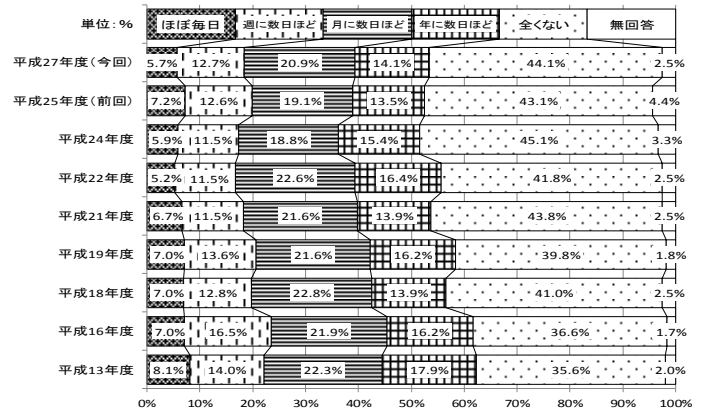 単位：% ほぼ毎日 週に数日ほど 月に数日ほど 年に数日ほど 全くない 無回答
平成27年度（今回） 5.7% 12.7% 20.9% 14.1% 44.1% 2.5%
平成25年度（前回） 7.2% 12.6% 19.1% 13.5% 43.1% 4.4%
平成24年度 5.9% 11.5% 18.8% 15.4% 45.1% 3.3%
平成22年度 5.2% 11.5% 22.6% 16.4% 41.8% 2.5%
平成21年度 6.7% 11.5% 21.6% 13.9% 43.8% 2.5%
平成19年度 7.0% 13.6% 21.6% 16.2% 39.8% 1.8%
平成18年度 7.0% 12.8% 22.8% 13.9% 41.0% 2.5%
平成16年度 7.0% 16.5% 21.9% 16.2% 36.6% 1.7%
平成13年度 8.1% 14.0% 22.3% 17.9% 35.6% 2.0%
0% 10% 20% 30% 40% 50% 60% 70% 80% 90% 100%